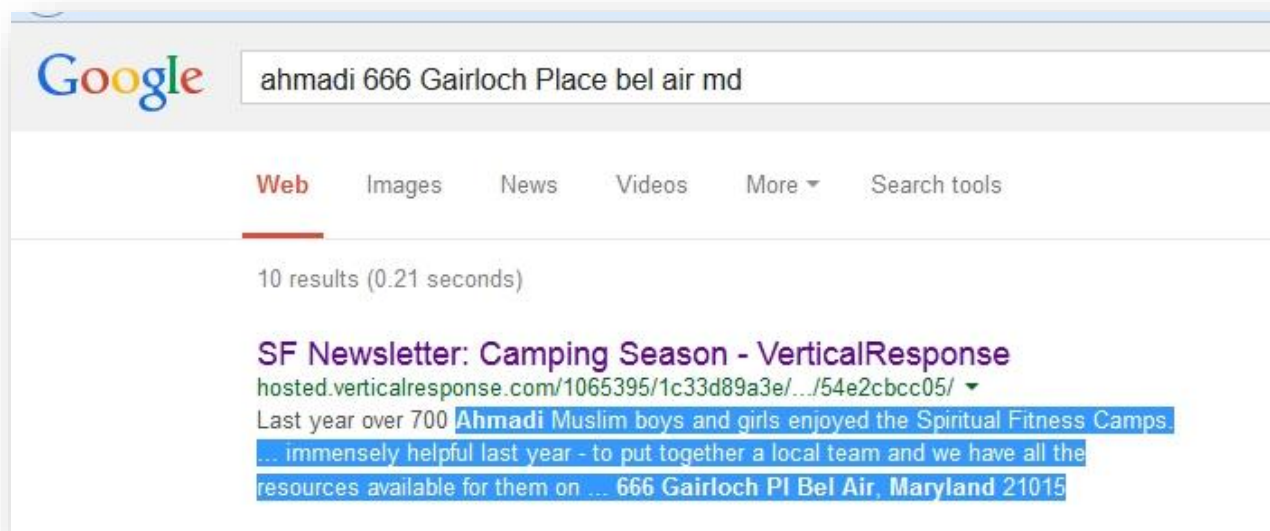 Google ahmadi 666 Gairloch Place bel air md
Web Images News Videos More Search tools
10 results (0.21 seconds)
SF Newsletter: Camping Season - VerticalResponse
hosted.verticalresponse.com/1065395/1c33d89a3e/.../54e2cbcc05/
Last year over 700 Ahmadi Muslim boys and girls enjoyed the Spiritual Fitness Camps.
... immensely helpful last year - to put together a local team and we have all the
resources available for them on ... 666 Gairloch Pl Bel Air, Maryland 21015